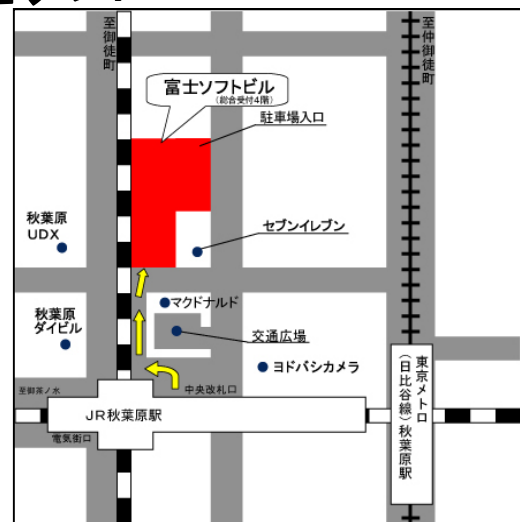 至御徒町
至仲御徒町
富士ソフトビル
(総合受付4階)
駐車場入口
秋葉原
UDX
セブンイレブン
マクドナルド
秋葉原
ダイビル
交通広場
ヨドバシカメラ
至御茶ノ水
中央改札口
JR秋葉原駅
電気街口
東京メトロ
(日比谷線)秋葉原駅